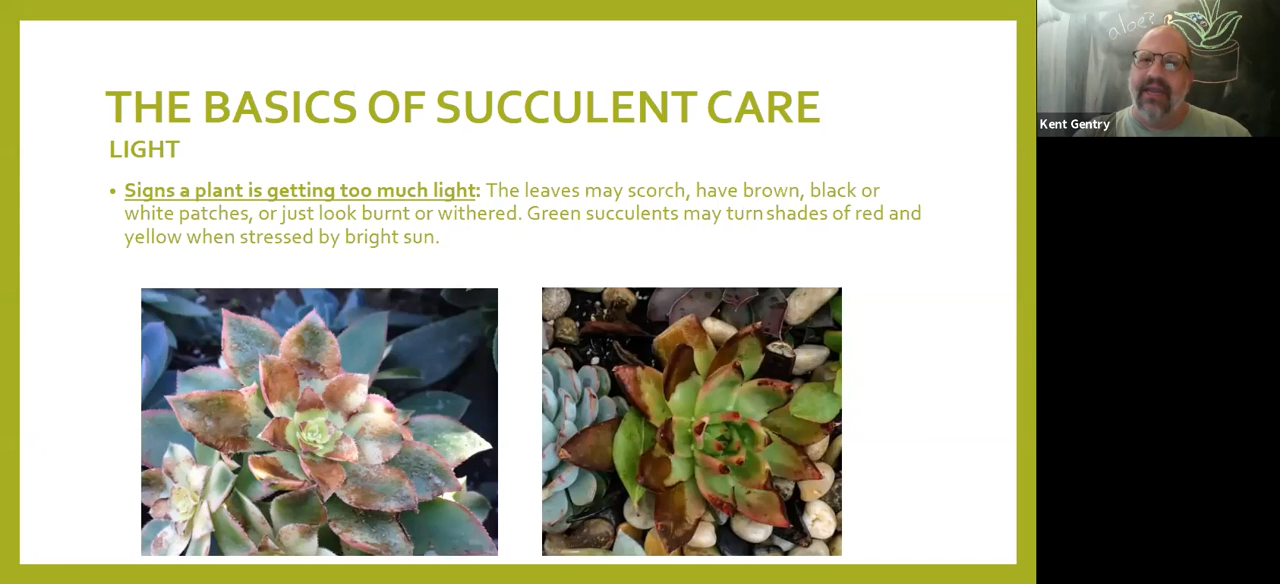 THE BASICS OF SUCCULENT CARE
LIGHT
• Signs a plant is getting too much light: The leaves may scorch, have brown, black or
white patches, or just look burnt or withered. Green succulents may turn shades of red and
yellow when stressed by bright sun.
aloe?
Kent Gentry